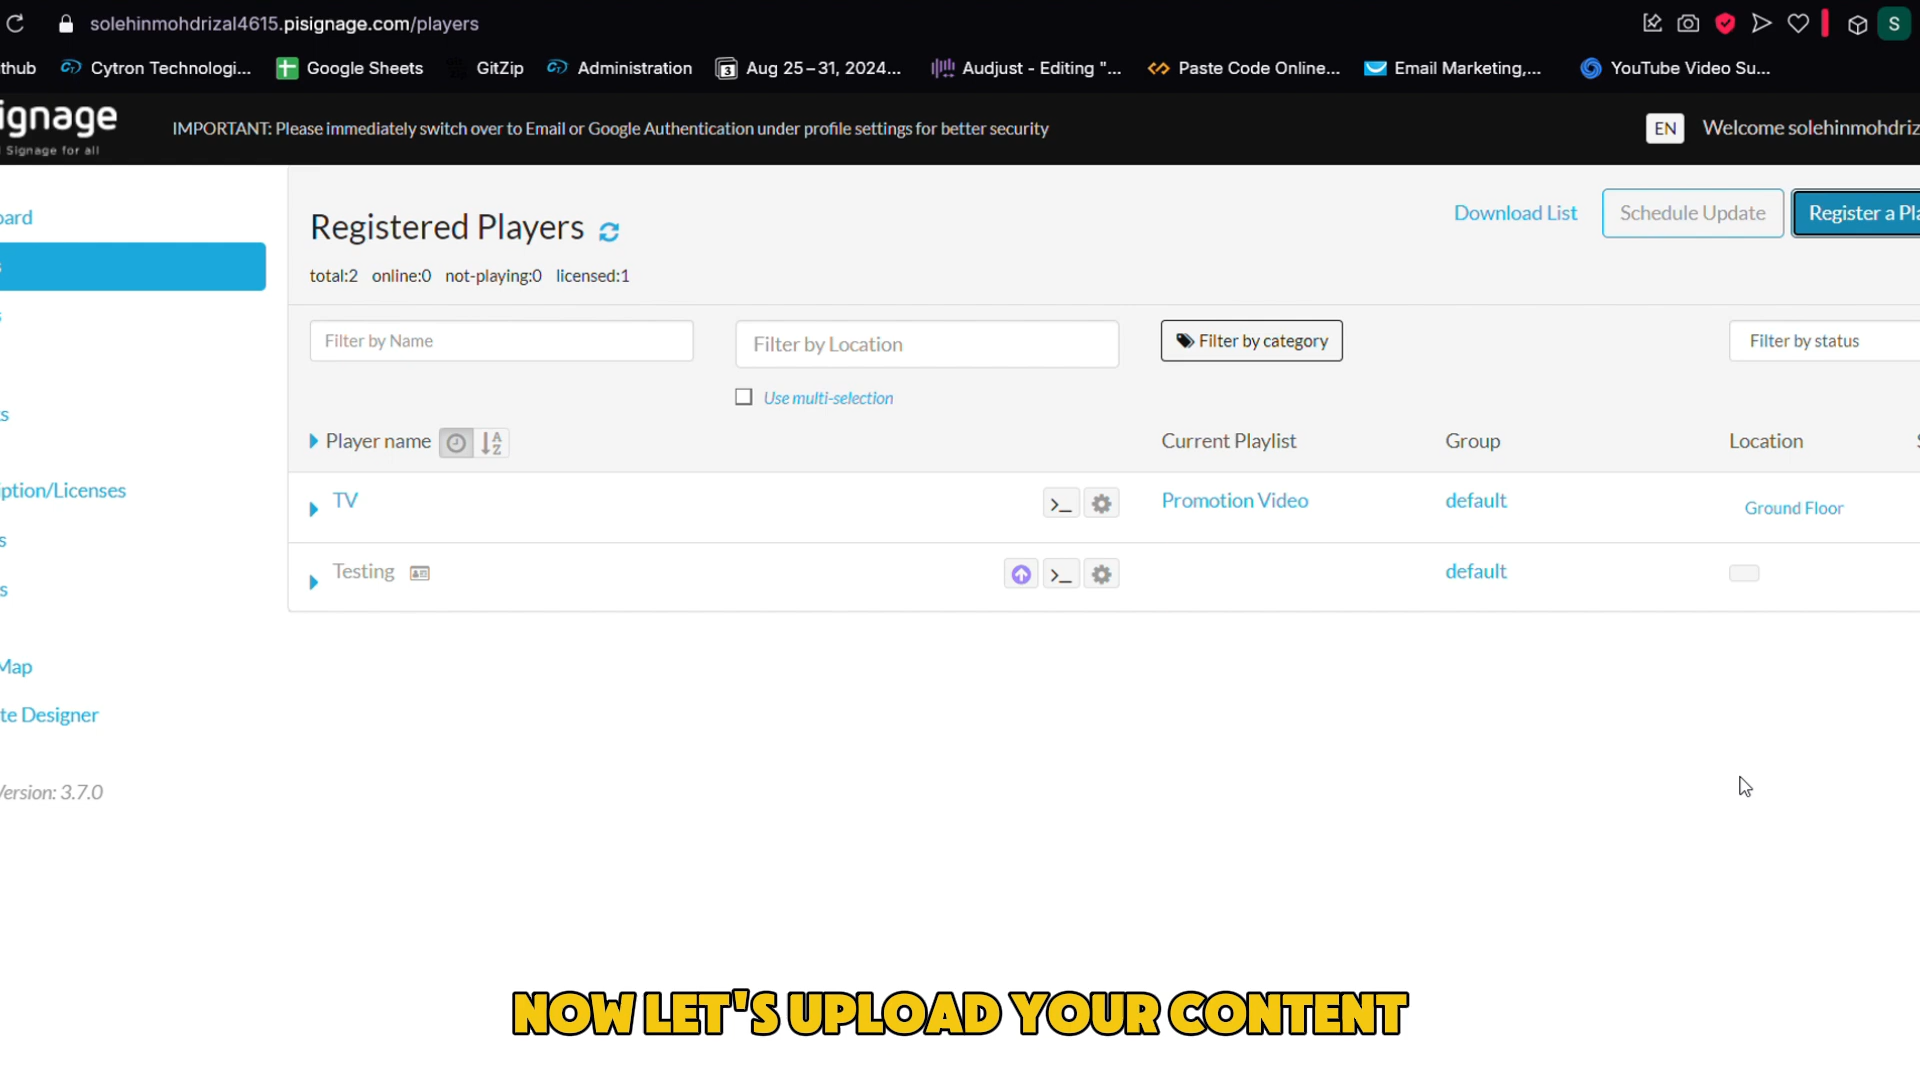 solehinmohdrizal4615.pisignage.com/players
thub Cytron Technologi... Google Sheets GitZip Administration 3 Aug 25–31, 2024... Audjust - Editing "... Paste Code Online... Email Marketing,... YouTube Video Su...
ignage
Signage for all
IMPORTANT: Please immediately switch over to Email or Google Authentication under profile settings for better security
EN Welcome solehinmohdriz
oard
s
s
s
iption/Licenses
s
s
Map
te Designer
Version: 3.7.0
Registered Players
Download List Schedule Update Register a Pla
total:2 online:0 not-playing:0 licensed:1
Filter by Name Filter by Location Filter by category Filter by status
Use multi-selection
Player name Current Playlist Group Location S
TV >_ Promotion Video default Ground Floor
Testing >_ default
NOW LET'S UPLOAD YOUR CONTENT